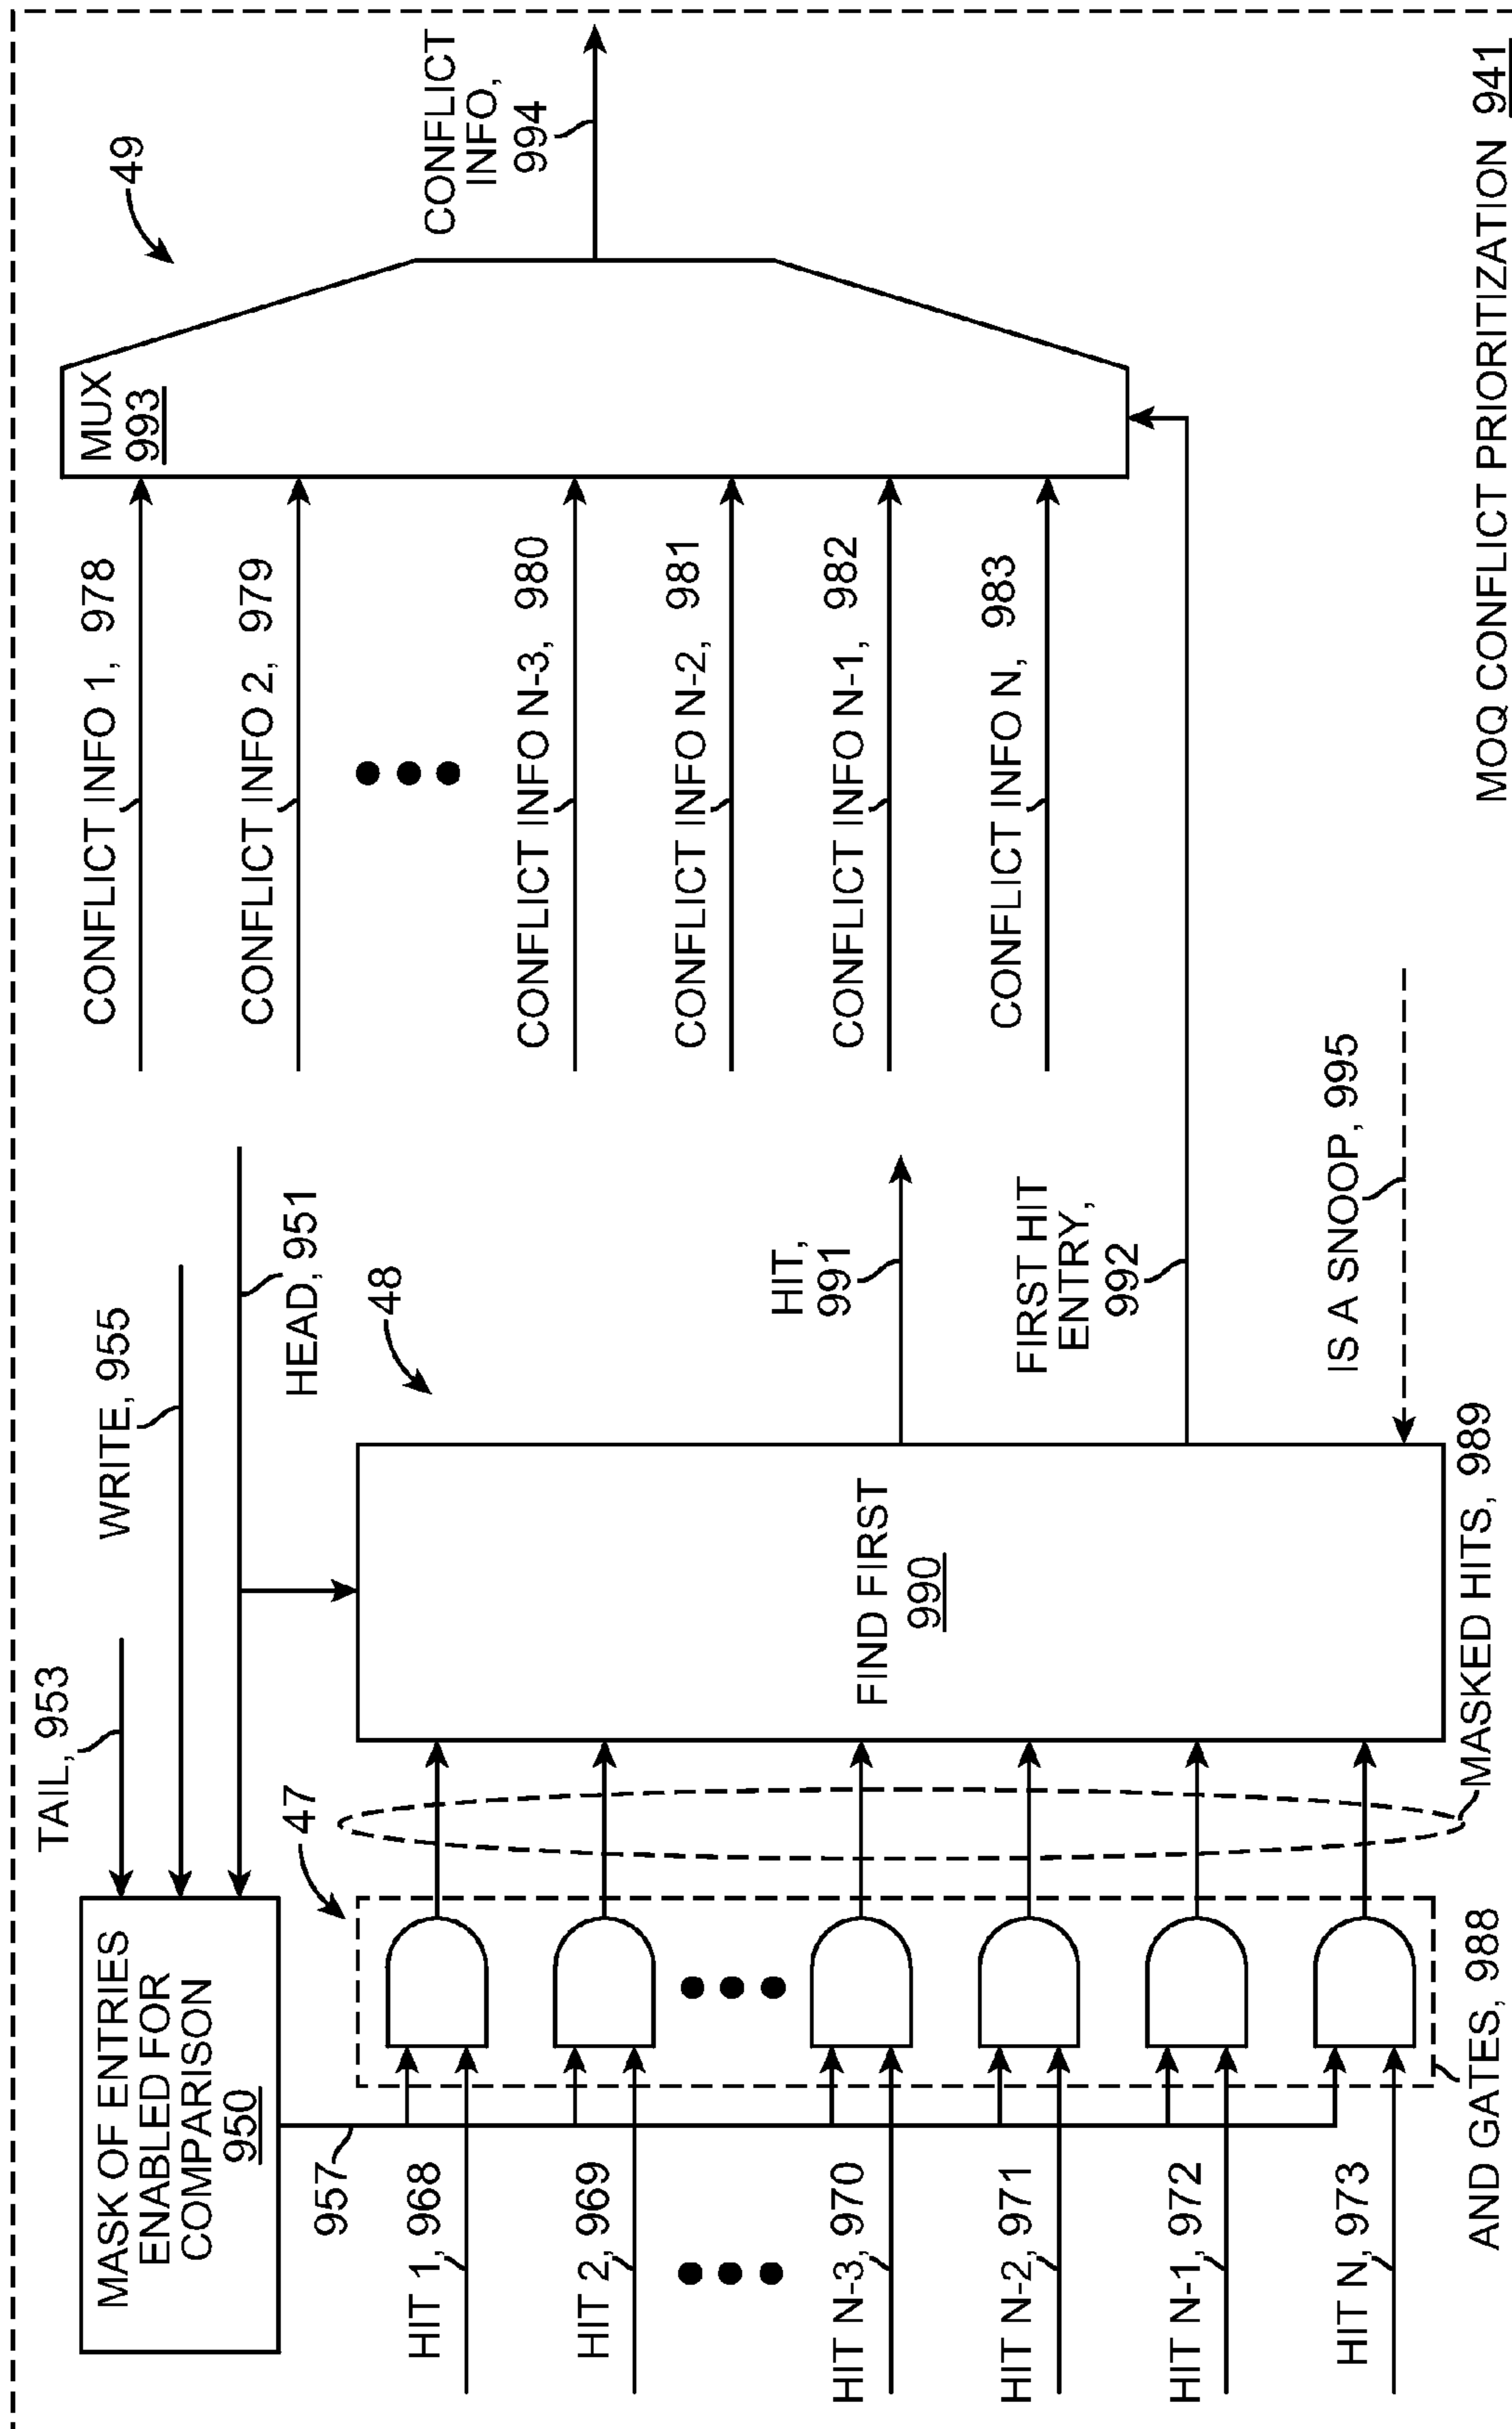 MASK OF ENTRIES
ENABLED FOR
COMPARISON
950
TAIL, 953
WRITE, 955
HEAD, 951
957
47
48
49
HIT 1, 968
HIT 2, 969
HIT N-3, 970
HIT N-2, 971
HIT N-1, 972
HIT N, 973
AND GATES, 988
MASKED HITS, 989
FIND FIRST
990
HIT,
991
FIRST HIT
ENTRY,
992
IS A SNOOP, 995
CONFLICT INFO 1, 978
CONFLICT INFO 2, 979
CONFLICT INFO N-3, 980
CONFLICT INFO N-2, 981
CONFLICT INFO N-1, 982
CONFLICT INFO N, 983
MUX
993
CONFLICT
INFO,
994
MOQ CONFLICT PRIORITIZATION 941